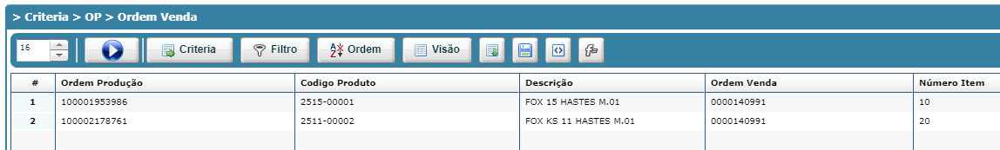 > Criteria > OP > Ordem Venda
16 Criteria Filtro Ordem Visão
# Ordem Produção Codigo Produto Descrição Ordem Venda Número Item
1 100001953986 2515-00001 FOX 15 HASTES M.01 0000140991 10
2 100002178761 2511-00002 FOX KS 11 HASTES M.01 0000140991 20